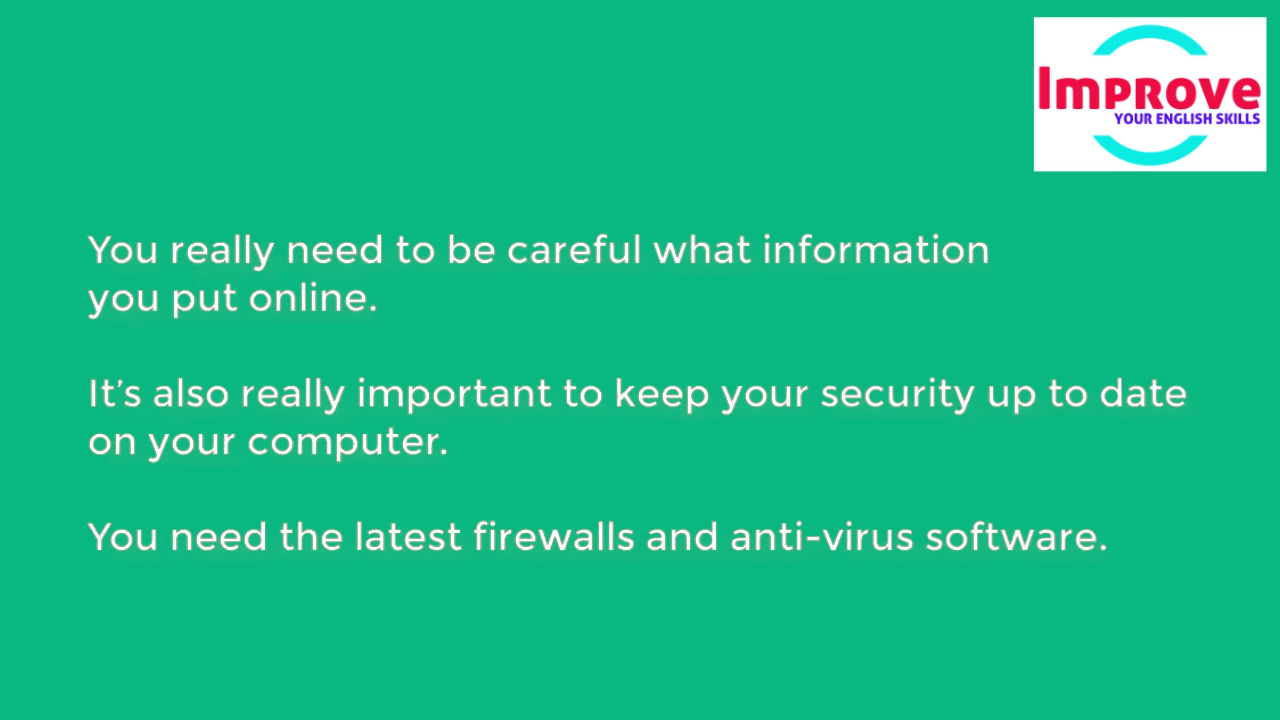 Improve
YOUR ENGLISH SKILLS
You really need to be careful what information
you put online.
It’s also really important to keep your security up to date
on your computer.
You need the latest firewalls and anti-virus software.